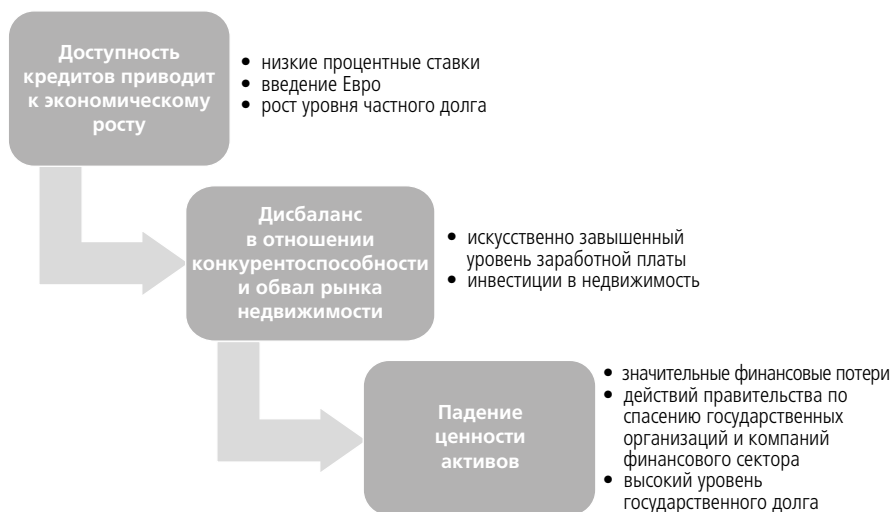 Доступность
кредитов приводит
к экономическому
росту
• низкие процентные ставки
• введение Евро
• рост уровня частного долга
Дисбаланс
в отношении
конкурентоспособности
и обвал рынка
недвижимости
• искусственно завышенный
уровень заработной платы
• инвестиции в недвижимость
Падение
ценности
активов
• значительные финансовые потери
• действий правительства по
спасению государственных
организаций и компаний
финансового сектора
• высокий уровень
государственного долга